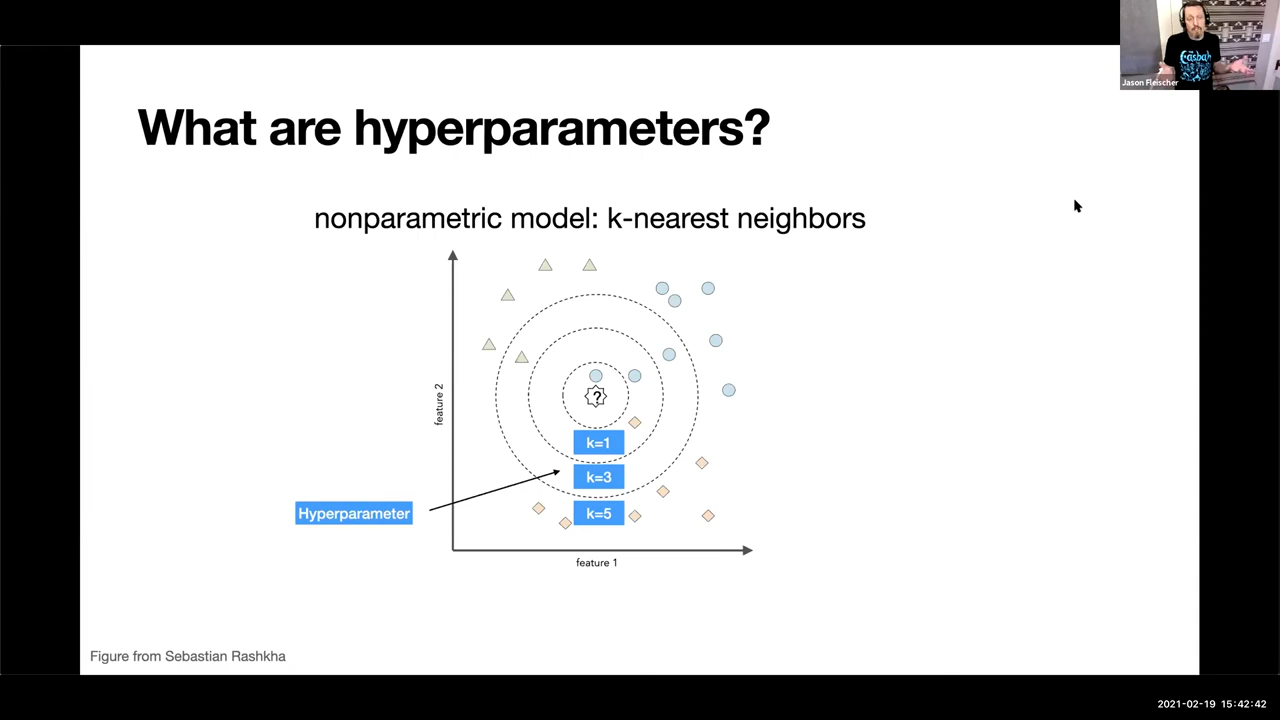 Casbah
Jason Fleischer
What are hyperparameters?
nonparametric model: k-nearest neighbors
feature 2
?
k=1
k=3
Hyperparameter
k=5
feature 1
Figure from Sebastian Rashkha
2021-02-19 15:42:42